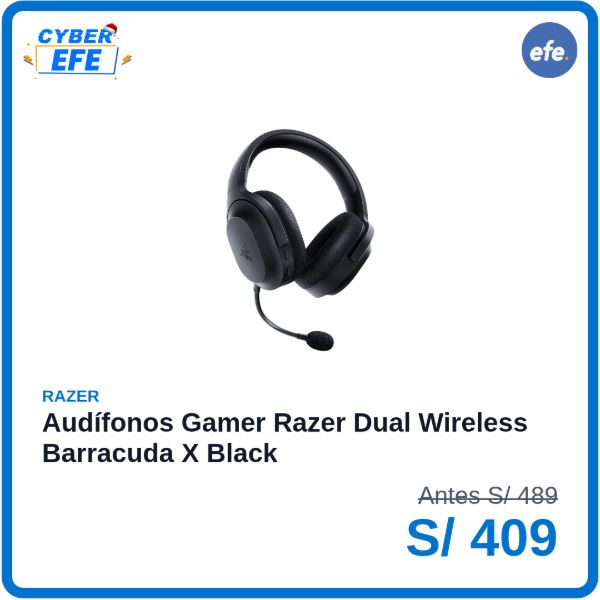 CYBER
EFE
efe.
RAZER
Audífonos Gamer Razer Dual Wireless
Barracuda X Black
Antes S/ 489
S/ 409